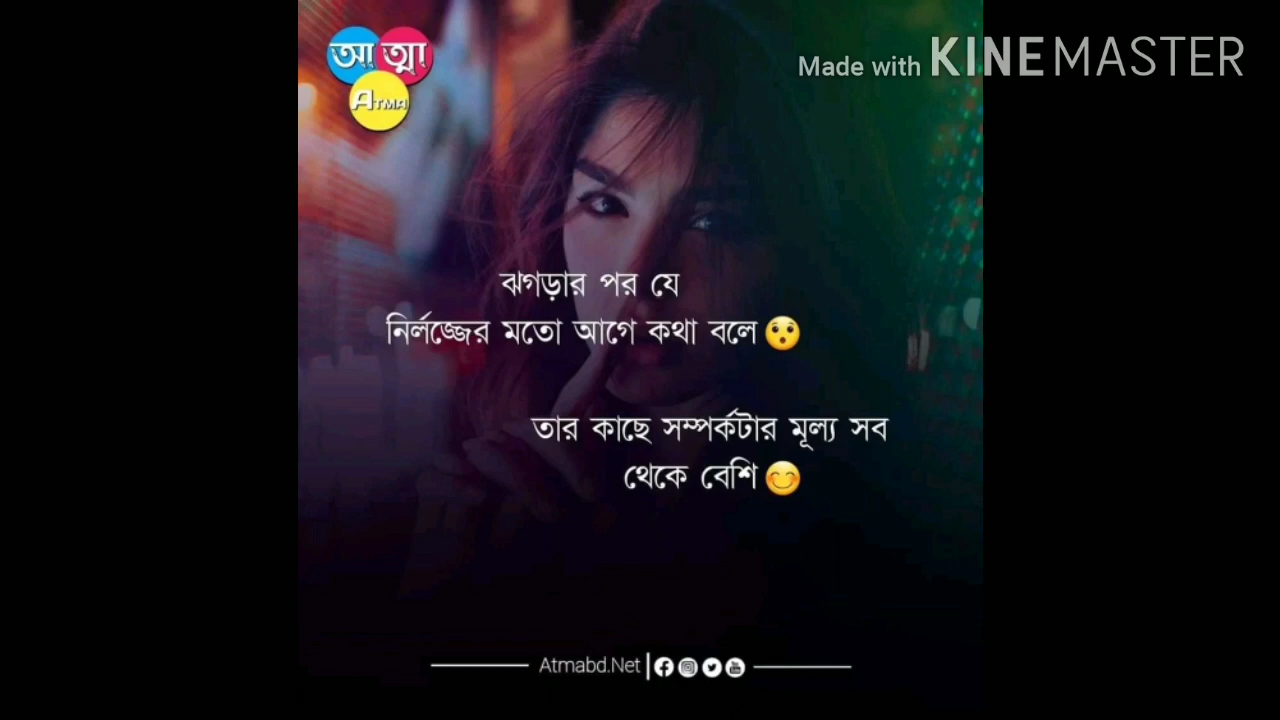 আত্মা
ATMA
Made with KINEMASTER
ঝগড়ার পর যে
নির্লজ্জের মতো আগে কথা বলে😯
তার কাছে সম্পর্কটার মূল্য সব
থেকে বেশি😊
Atmabd.Net